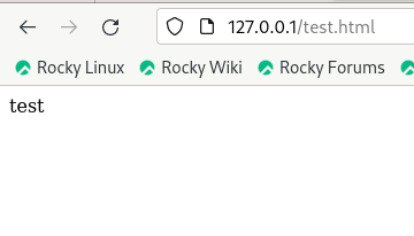 127.0.0.1/test.html
Rocky Linux Rocky Wiki Rocky Forums
test